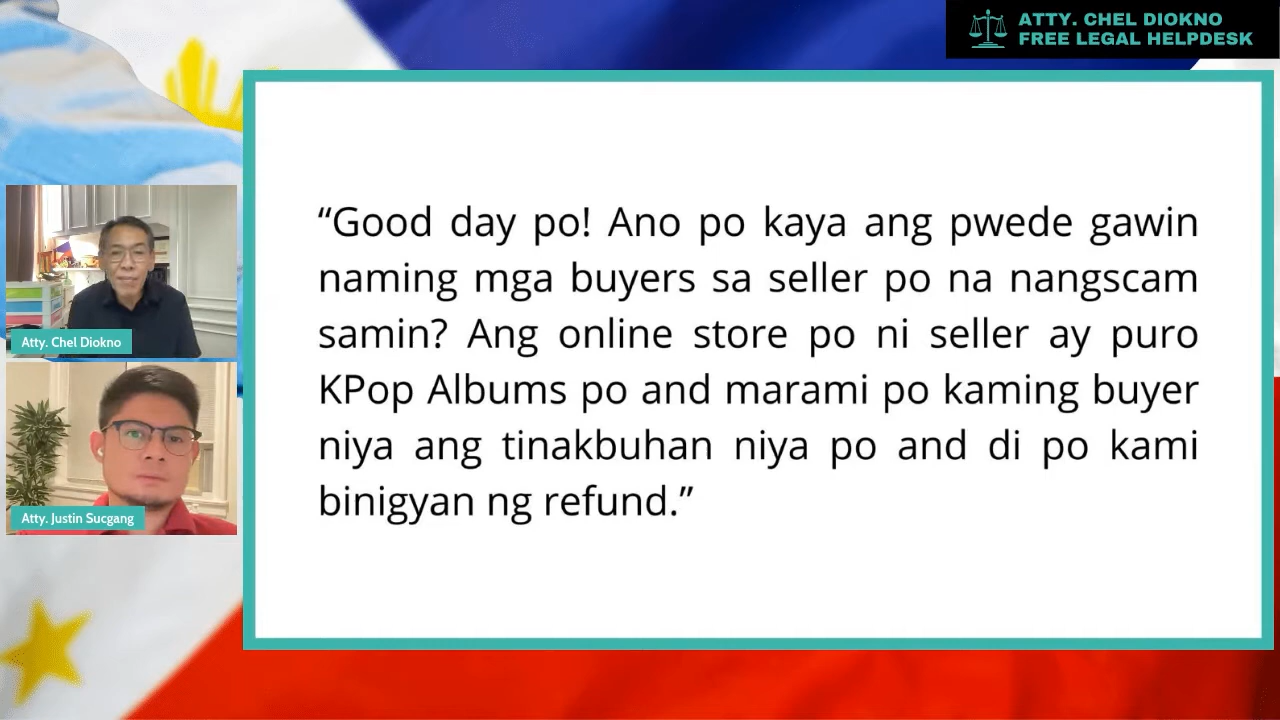 ATTY. CHEL DIOKNO
FREE LEGAL HELPDESK
“Good day po! Ano po kaya ang pwede gawin
naming mga buyers sa seller po na nangscam
samin? Ang online store po ni seller ay puro
KPop Albums po and marami po kaming buyer
niya ang tinakbuhan niya po and di po kami
binigyan ng refund.”
Atty. Chel Diokno
Atty. Justin Sucgang